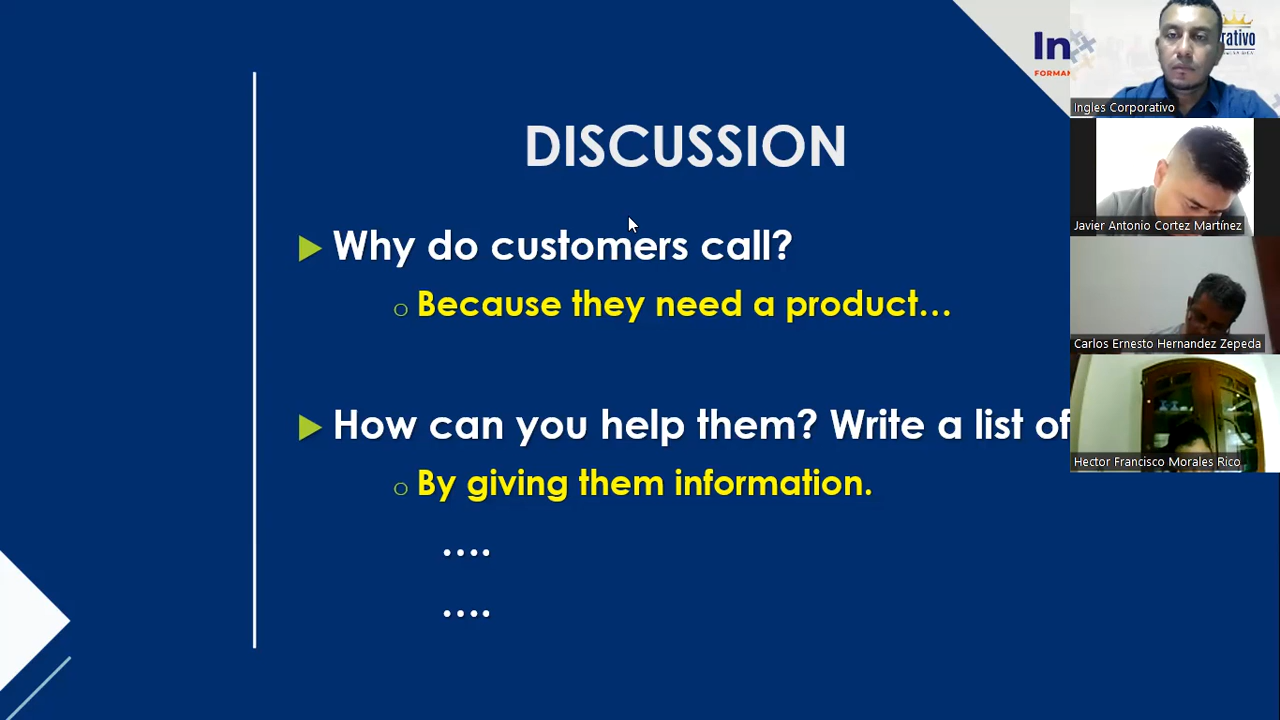 In
FORMAN
rativo
Ingles Corporativo
DISCUSSION
Javier Antonio Cortez Martínez
Why do customers call?
Because they need a product...
Carlos Ernesto Hernandez Zepeda
How can you help them? Write a list of
Hector Francisco Morales Rico
By giving them information.
....
....